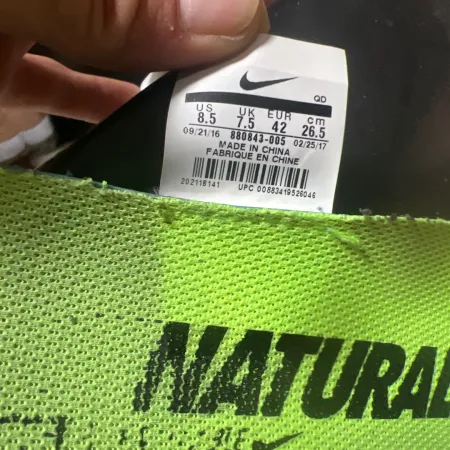 QD
US UK EUR cm
8.5 7.5 42 26.5
09/21/16 880843-005 02/25/17
MADE IN CHINA
FABRIQUE EN CHINE
202118141 UPC 00883419526046
NATURAL